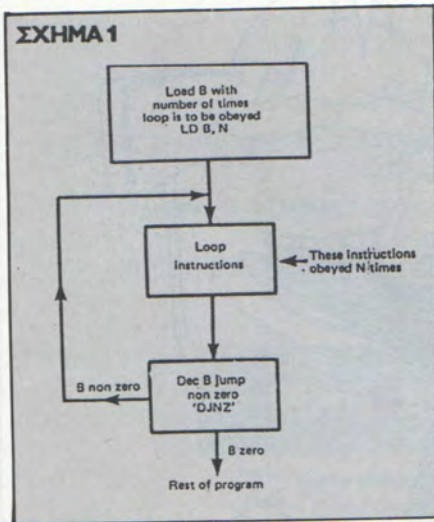 ΣΧΗΜΑ 1
Load B with
number of times
loop is to be obeyed
LD B, N
Loop
instructions
These instructions
obeyed N times
Dec B Jump
non zero
'DJNZ'
B non zero
B zero
Rest of program